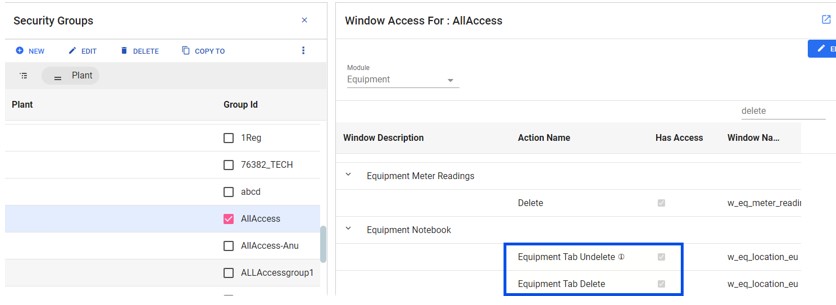 Security Groups
NEW EDIT DELETE COPY TO
Plant
Plant Group Id
1Reg
76382_TECH
abcd
AllAccess
AllAccess-Anu
ALLAccessgroup1
Window Access For : AllAccess
Module
Equipment
delete
Window Description Action Name Has Access Window Na...
Equipment Meter Readings
Delete w_eq_meter_readin
Equipment Notebook
Equipment Tab Undelete w_eq_location_eu
Equipment Tab Delete w_eq_location_eu